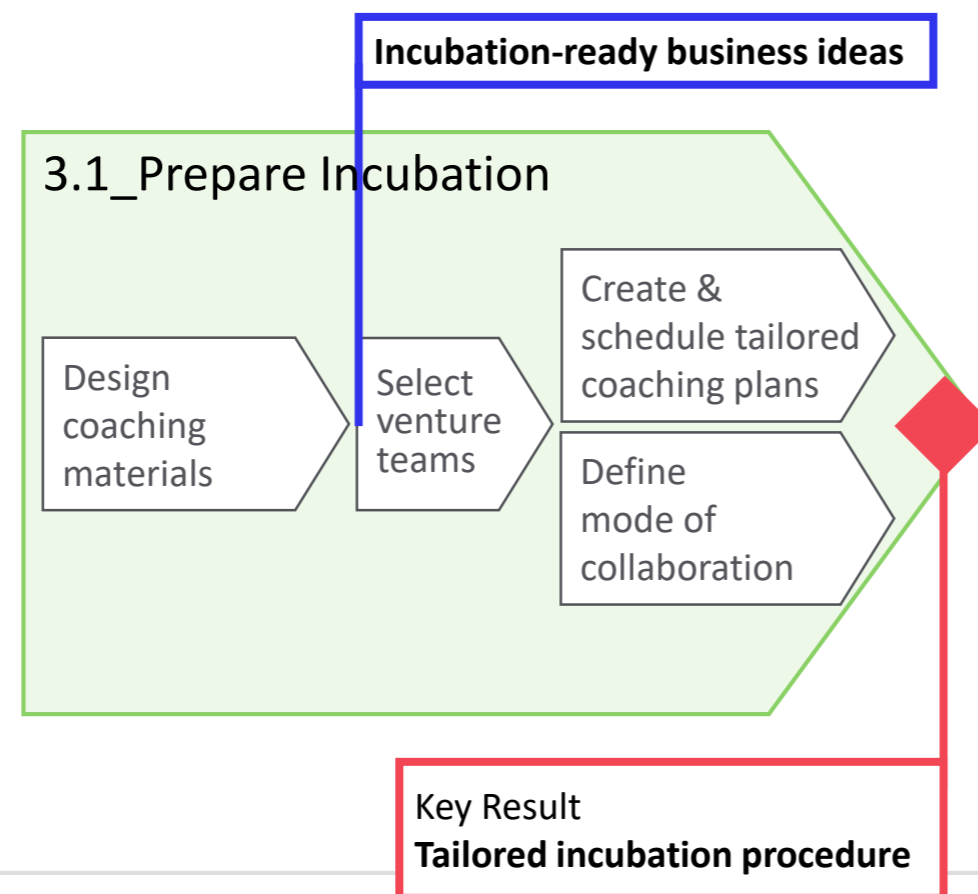 Incubation-ready business ideas
3.1_Prepare Incubation
Design
coaching
materials
Select
venture
teams
Create &
schedule tailored
coaching plans
Define
mode of
collaboration
Key Result
Tailored incubation procedure